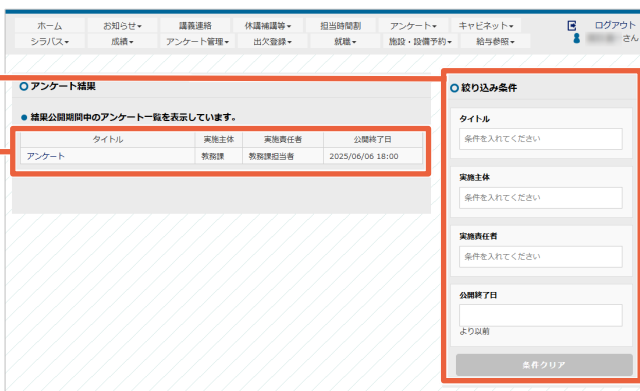 ホーム お知らせ▾ 講義連絡 休講補講等▾ 担当時間割 アンケート▾ キャビネット▾ ログアウト
シラバス▾ 成績▾ アンケート管理▾ 出欠登録▾ 就職▾ 施設・設備予約▾ 給与参照▾ さん
アンケート結果
結果公開期間中のアンケート一覧を表示しています。
タイトル 実施主体 実施責任者 公開終了日
アンケート 教務課 教務課担当者 2025/06/06 18:00
絞り込み条件
タイトル
条件を入れてください
実施主体
条件を入れてください
実施責任者
条件を入れてください
公開終了日
より以前
条件クリア